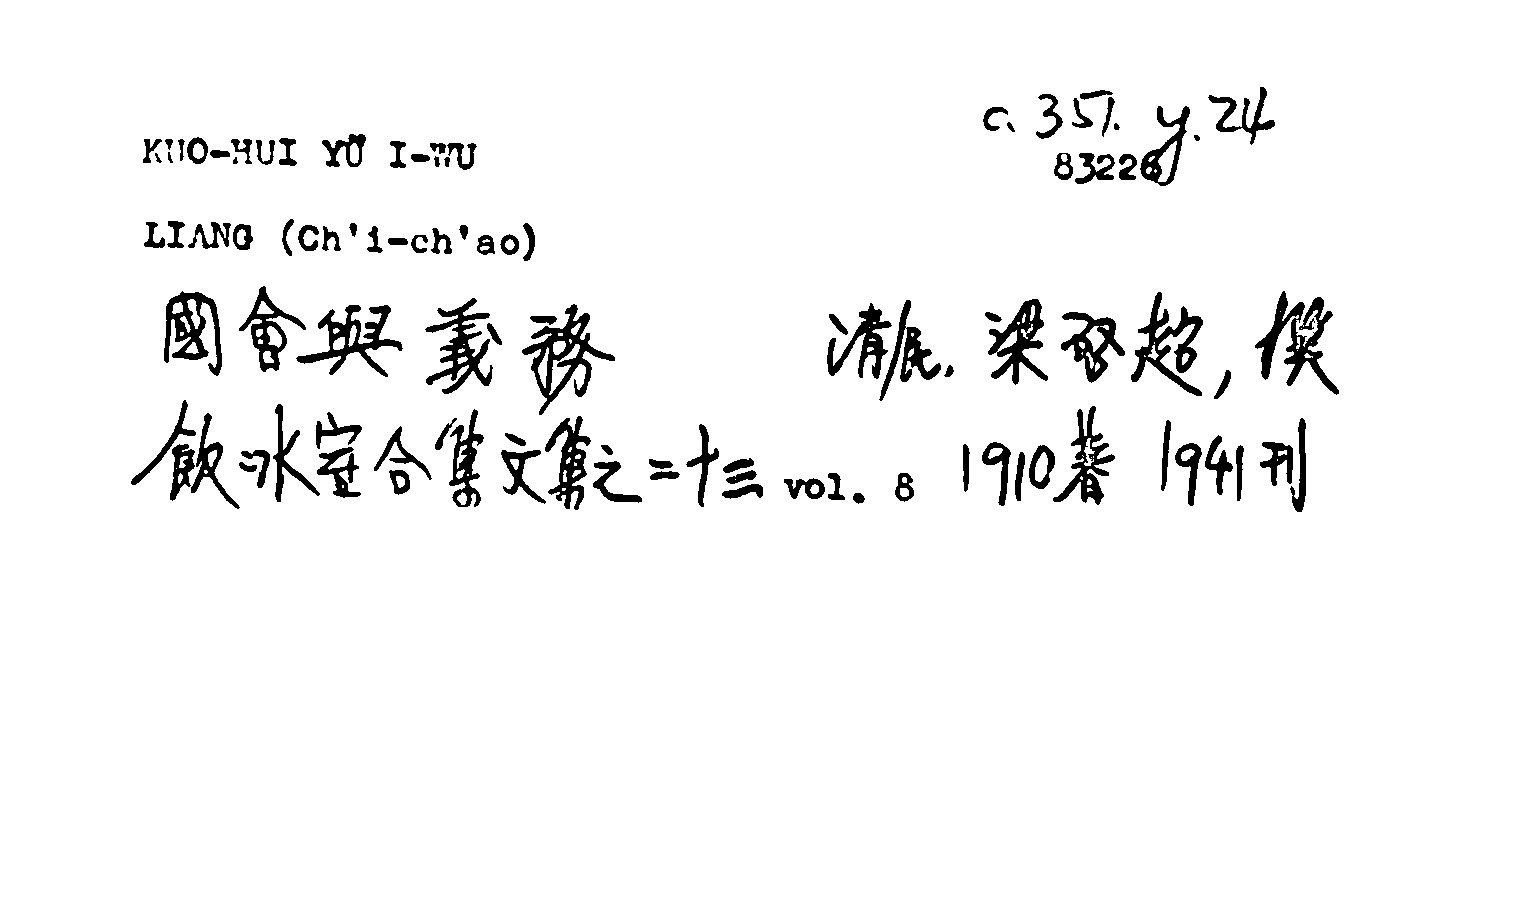 c. 351. y. 24
KUO-HUI YÜ I-WU
83226
LIANG (Ch'i-ch'ao)
國會與義務 清民. 梁啓超, 撰
飲冰室合集文集之二十三 vol. 8 1910著 1941刊